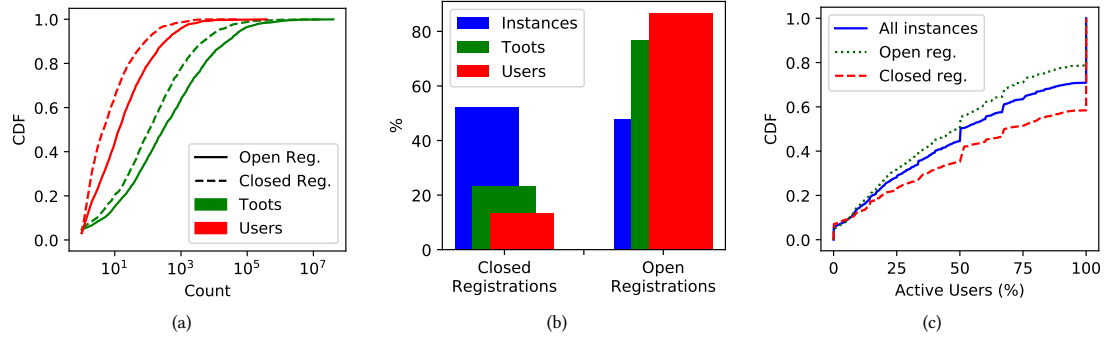 1.0
0.8
0.6
0.4
0.2
0.0
CDF
10^1
10^3
10^5
10^7
Count
Open Reg.
Closed Reg.
Toots
Users
(a)
80
60
40
20
0
%
Instances
Toots
Users
Closed
Registrations
Open
Registrations
(b)
1.0
0.8
0.6
0.4
0.2
0.0
CDF
All instances
Open reg.
Closed reg.
0
25
50
75
100
Active Users (%)
(c)